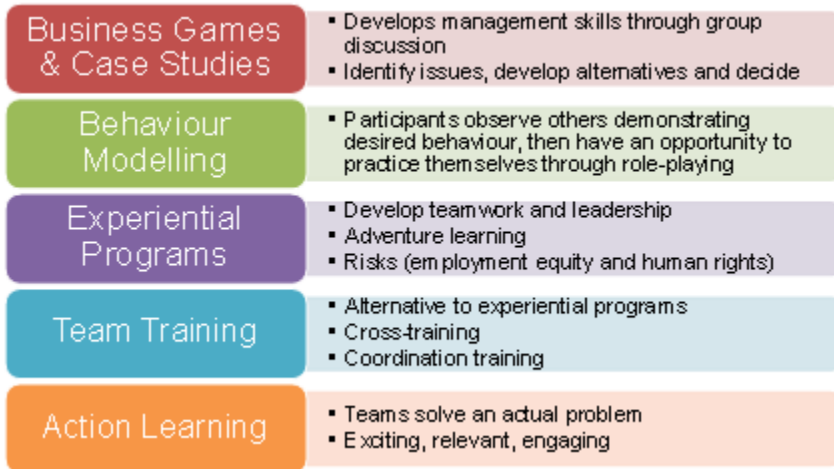 Business Games
& Case Studies
▪ Develops management skills through group
discussion
▪ Identify issues, develop alternatives and decide
Behaviour
Modelling
▪ Participants observe others demonstrating
desired behaviour, then have an opportunity to
practice themselves through role-playing
Experiential
Programs
▪ Develop teamwork and leadership
▪ Adventure learning
▪ Risks (employment equity and human rights)
Team Training
▪ Alternative to experiential programs
▪ Cross-training
▪ Coordination training
Action Learning
▪ Teams solve an actual problem
▪ Exciting, relevant, engaging